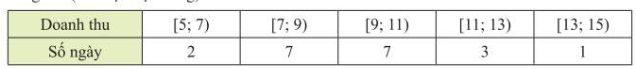 Doanh thu [5; 7) [7; 9) [9; 11) [11; 13) [13; 15)
Số ngày 2 7 7 3 1